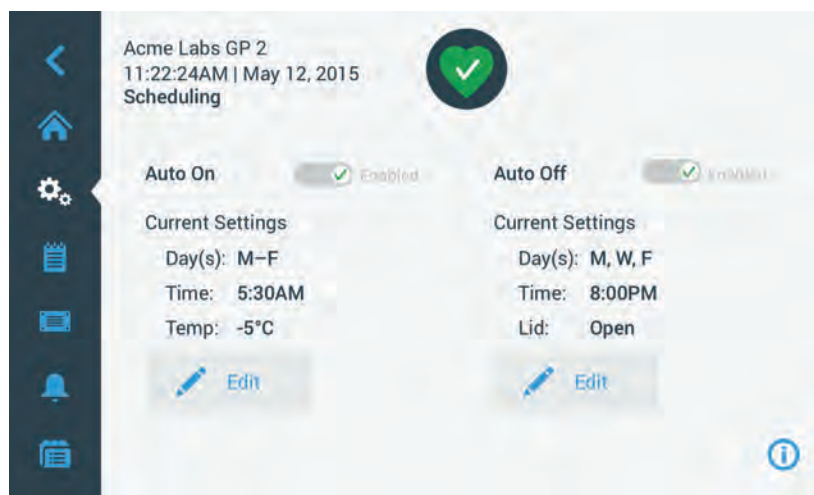 Acme Labs GP 2
11:22:24AM | May 12, 2015
Scheduling
Auto On Enabled
Auto Off Enabled
Current Settings
Day(s): M–F
Time: 5:30AM
Temp: -5°C
Edit
Current Settings
Day(s): M, W, F
Time: 8:00PM
Lid: Open
Edit